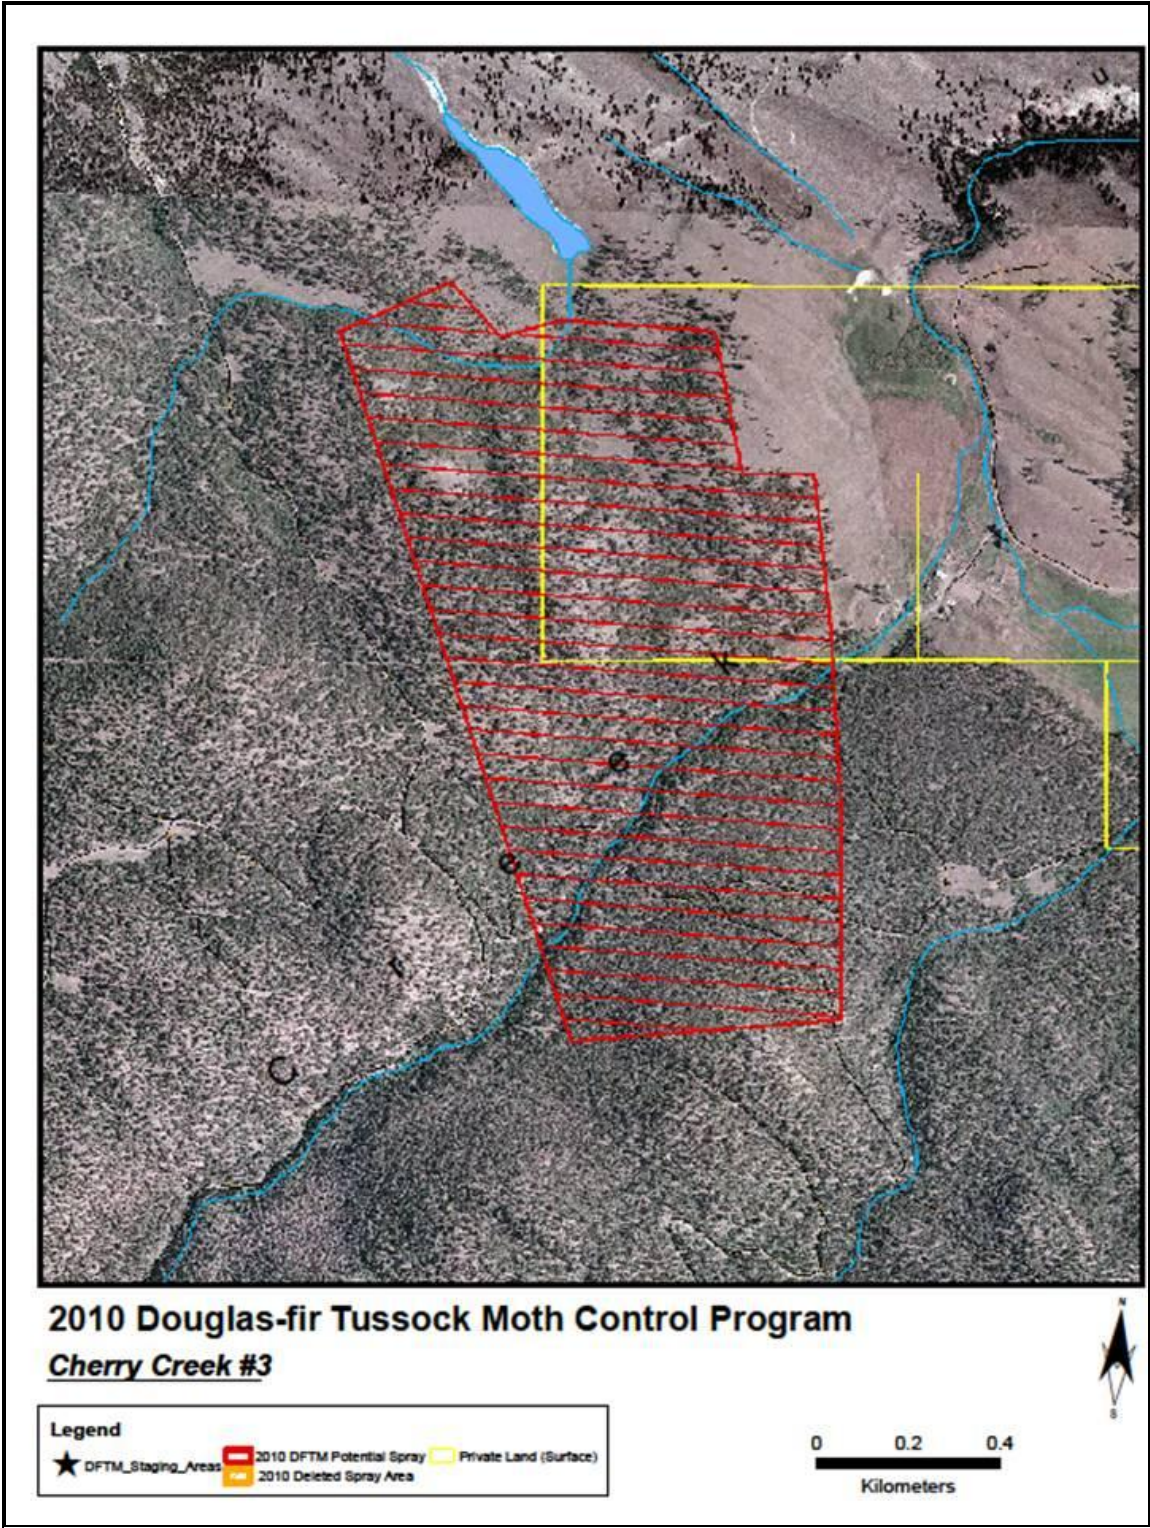 C r e e k
2010 Douglas-fir Tussock Moth Control Program
Cherry Creek #3
N
S
Legend
DFTM_Staging_Areas
2010 DFTM Potential Spray
Private Land (Surface)
2010 Deleted Spray Area
0 0.2 0.4
Kilometers